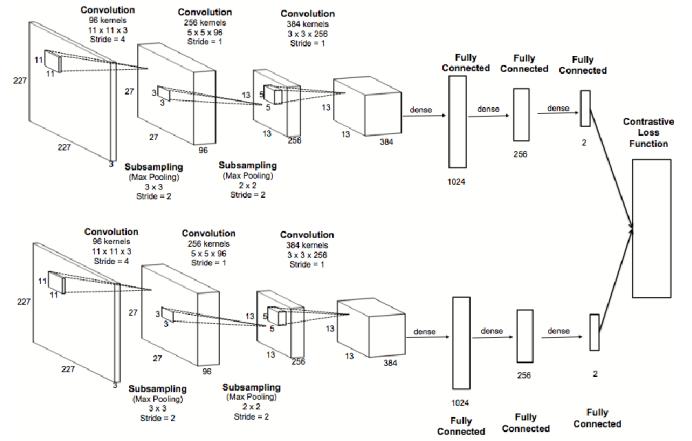 Convolution
96 kernels
11 x 11 x 3
Stride = 4
Convolution
256 kernels
5 x 5 x 96
Stride = 1
Convolution
384 kernels
3 x 3 x 256
Stride = 1
Fully
Connected
Fully
Connected
Fully
Connected
227
11
11
227
3
27
3
3
27
96
13
5
5
13
256
13
13
384
dense
dense
dense
1024
256
2
Contrastive
Loss
Function
Subsampling
(Max Pooling)
3 x 3
Stride = 2
Subsampling
(Max Pooling)
2 x 2
Stride = 2
Convolution
96 kernels
11 x 11 x 3
Stride = 4
Convolution
256 kernels
5 x 5 x 96
Stride = 1
Convolution
384 kernels
3 x 3 x 256
Stride = 1
227
11
11
227
3
27
3
3
27
96
13
5
5
13
256
13
13
384
dense
dense
dense
1024
256
2
Subsampling
(Max Pooling)
3 x 3
Stride = 2
Subsampling
(Max Pooling)
2 x 2
Stride = 2
Fully
Connected
Fully
Connected
Fully
Connected